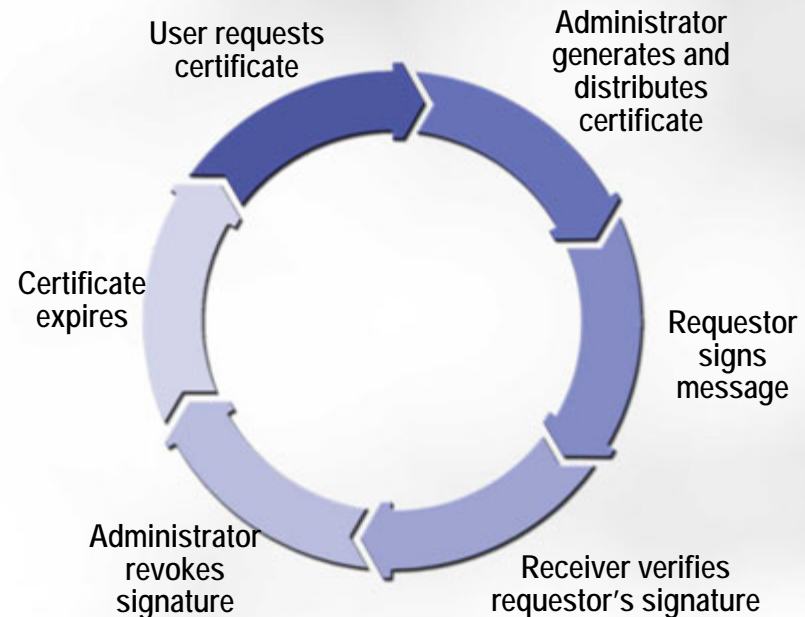 User requests
certificate
Administrator
generates and
distributes
certificate
Requestor
signs
message
Receiver verifies
requestor's signature
Administrator
revokes
signature
Certificate
expires